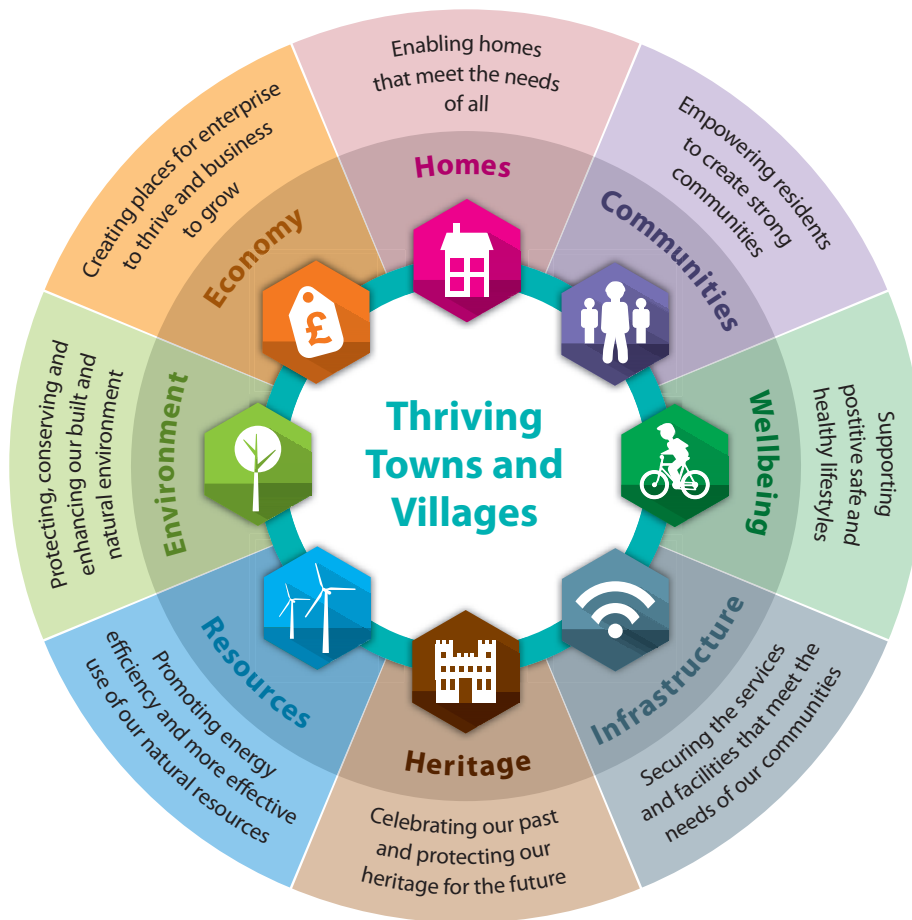 Thriving
Towns and
Villages
Homes
Enabling homes
that meet the needs
of all
Communities
Empowering residents
to create strong
communities
Wellbeing
Supporting
postitive safe and
healthy lifestyles
Infrastructure
Securing the services
and facilities that meet the
needs of our communities
Heritage
Celebrating our past
and protecting our
heritage for the future
Resources
Promoting energy
efficiency and more effective
use of our natural resources
Environment
Protecting, conserving and
enhancing our built and
natural environment
Economy
Creating places for enterprise
to thrive and business
to grow
£